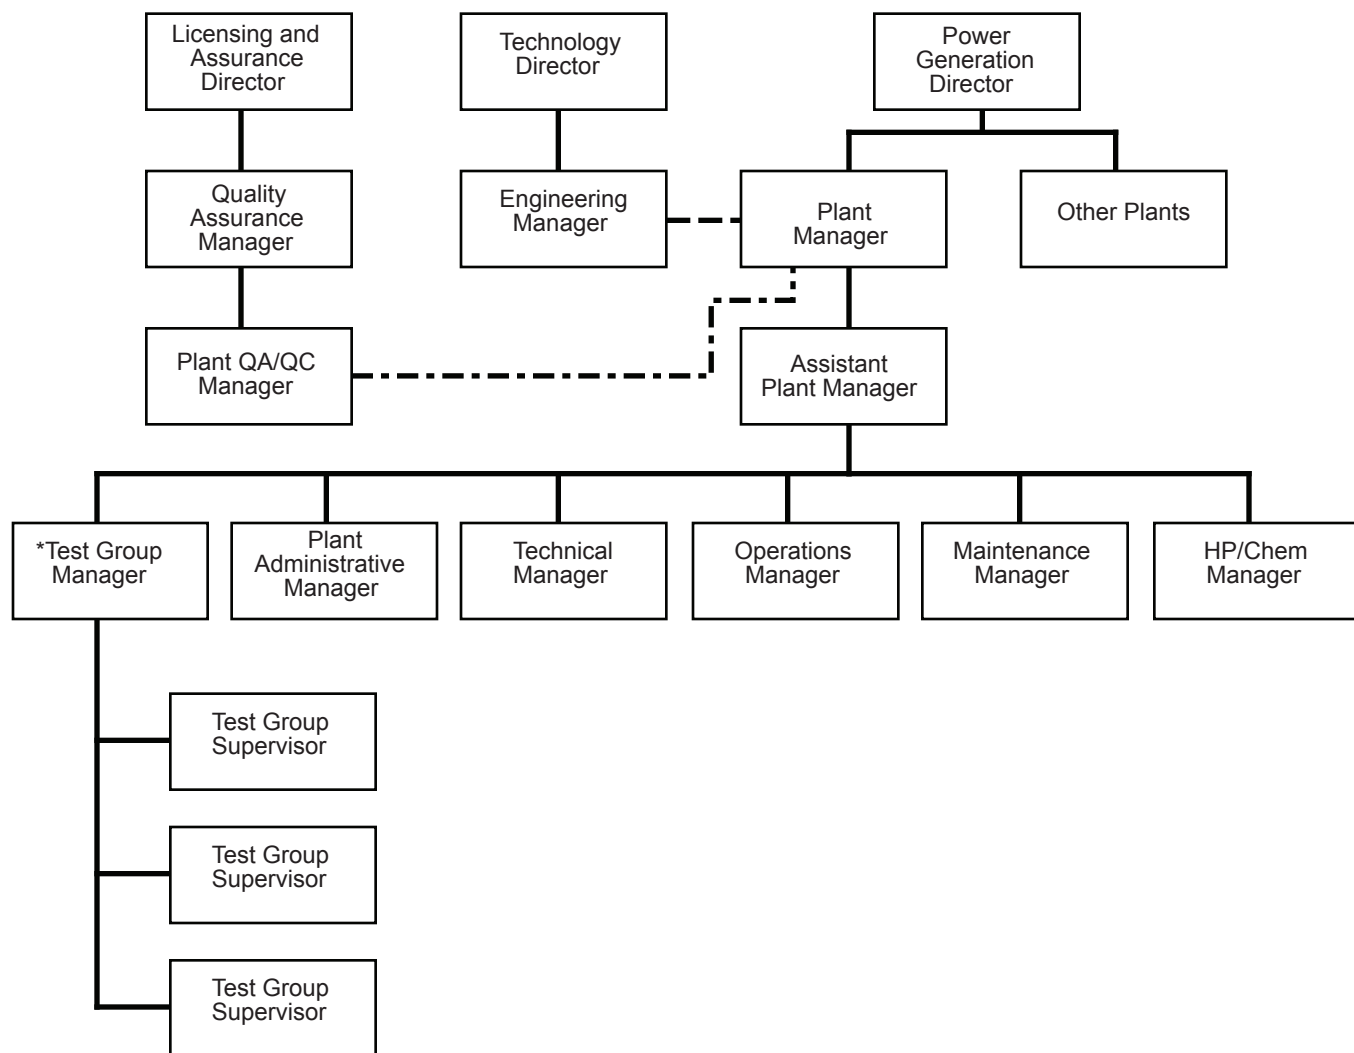 Licensing and
Assurance
Director
Technology
Director
Power
Generation
Director
Quality
Assurance
Manager
Engineering
Manager
Plant
Manager
Other Plants
Plant QA/QC
Manager
Assistant
Plant Manager
*Test Group
Manager
Plant
Administrative
Manager
Technical
Manager
Operations
Manager
Maintenance
Manager
HP/Chem
Manager
Test Group
Supervisor
Test Group
Supervisor
Test Group
Supervisor